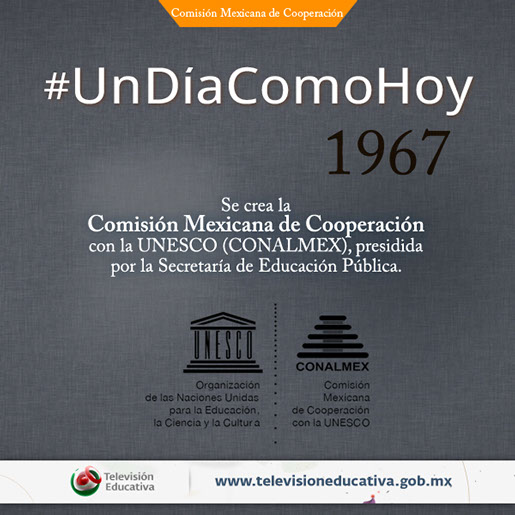 Comisión Mexicana de Cooperación
#UnDíaComoHoy
1967
Se crea la
Comisión Mexicana de Cooperación
con la UNESCO (CONALMEX), presidida
por la Secretaría de Educación Pública.
UNESCO
Organización
de las Naciones Unidas
para la Educación,
la Ciencia y la Cultura
CONALMEX
Comisión
Mexicana
de Cooperación
con la UNESCO
Televisión
Educativa
www.televisioneducativa.gob.mx